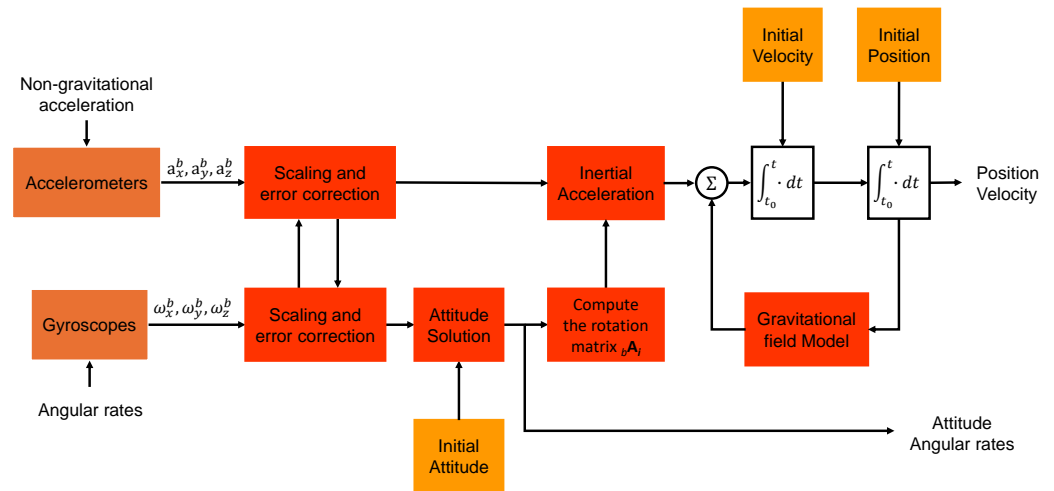 Initial
Velocity
Initial
Position
Non-gravitational
acceleration
Accelerometers
a_x^b, a_y^b, a_z^b
Scaling and
error correction
Inertial
Acceleration
Σ
∫_{t_0}^{t} · dt
∫_{t_0}^{t} · dt
Position
Velocity
Gyroscopes
ω_x^b, ω_y^b, ω_z^b
Scaling and
error correction
Attitude
Solution
Compute
the rotation
matrix _bA_i
Gravitational
field Model
Angular rates
Initial
Attitude
Attitude
Angular rates